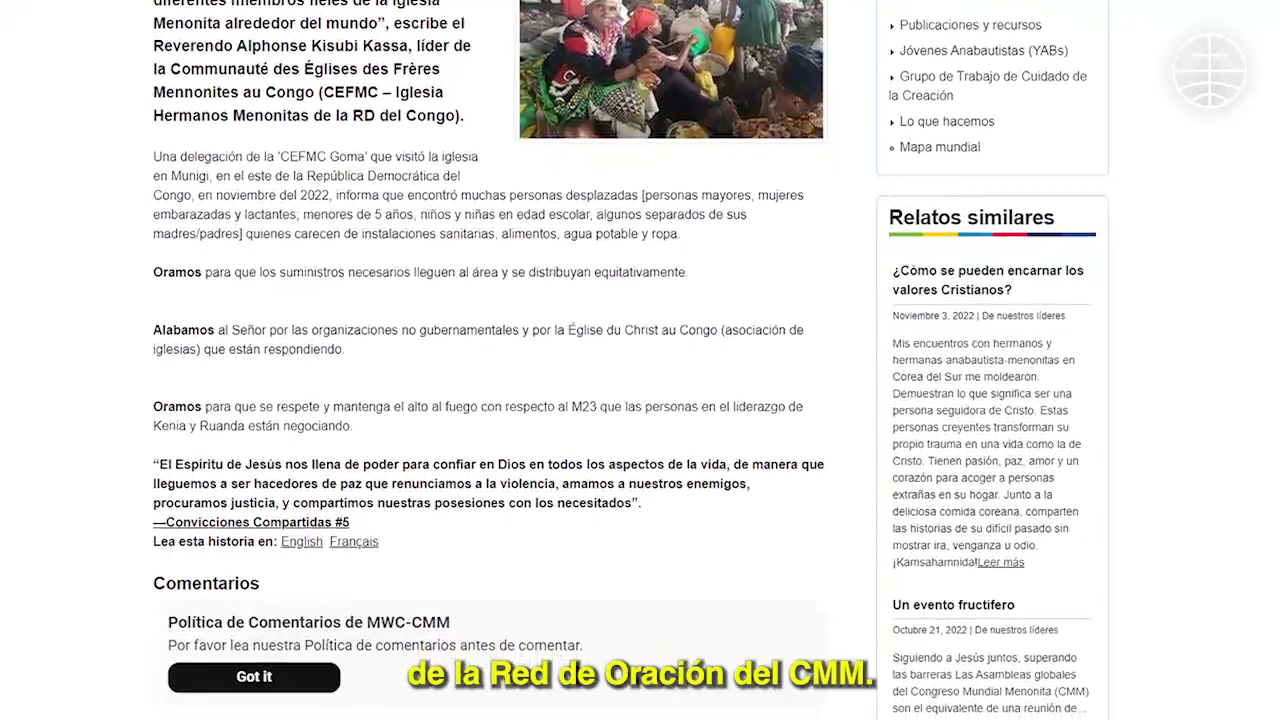 diferentes miembros fieles de la Iglesia
Menonita alrededor del mundo”, escribe el
Reverendo Alphonse Kisubi Kassa, líder de
la Communauté des Églises des Frères
Mennonites au Congo (CEFMC – Iglesia
Hermanos Menonitas de la RD del Congo).
Una delegación de la 'CEFMC Goma' que visitó la iglesia
en Munigi, en el este de la República Democrática del
Congo, en noviembre del 2022, informa que encontró muchas personas desplazadas [personas mayores, mujeres
embarazadas y lactantes; menores de 5 años, niños y niñas en edad escolar, algunos separados de sus
madres/padres] quienes carecen de instalaciones sanitarias, alimentos, agua potable y ropa.
Oramos para que los suministros necesarios lleguen al área y se distribuyan equitativamente.
Alabamos al Señor por las organizaciones no gubernamentales y por la Église du Christ au Congo (asociación de
iglesias) que están respondiendo.
Oramos para que se respete y mantenga el alto al fuego con respecto al M23 que las personas en el liderazgo de
Kenia y Ruanda están negociando.
“El Espiritu de Jesús nos llena de poder para confiar en Dios en todos los aspectos de la vida, de manera que
lleguemos a ser hacedores de paz que renunciamos a la violencia, amamos a nuestros enemigos,
procuramos justicia, y compartimos nuestras posesiones con los necesitados”.
—Convicciones Compartidas #5
Lea esta historia en: English Français
Comentarios
Política de Comentarios de MWC-CMM
Por favor lea nuestra Política de comentarios antes de comentar.
Got it
de la Red de Oración del CMM.
Publicaciones y recursos
Jóvenes Anabautistas (YABs)
Grupo de Trabajo de Cuidado de
la Creación
Lo que hacemos
Mapa mundial
Relatos similares
¿Cómo se pueden encarnar los
valores Cristianos?
Noviembre 3, 2022 | De nuestros líderes
Mis encuentros con hermanos y
hermanas anabautista-menonitas en
Corea del Sur me moldearon.
Demuestran lo que significa ser una
persona seguidora de Cristo. Estas
personas creyentes transforman su
propio trauma en una vida como la de
Cristo. Tienen pasión, paz, amor y un
corazón para acoger a personas
extrañas en su hogar. Junto a la
deliciosa comida coreana, comparten
las historias de su difícil pasado sin
mostrar ira, venganza u odio.
¡Kamsahamnida!Leer más
Un evento fructifero
Octubre 21, 2022 | De nuestros líderes
Siguiendo a Jesús juntos, superando
las barreras Las Asambleas globales
del Congreso Mundial Menonita (CMM)
son el equivalente de una reunión de...